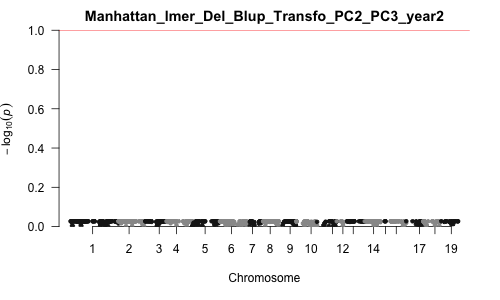 Manhattan_lmer_Del_Blup_Transfo_PC2_PC3_year2
1.0
0.8
0.6
0.4
0.2
0.0
− log10(p)
1 2 3 4 5 6 7 8 9 10 12 14 17 19
Chromosome